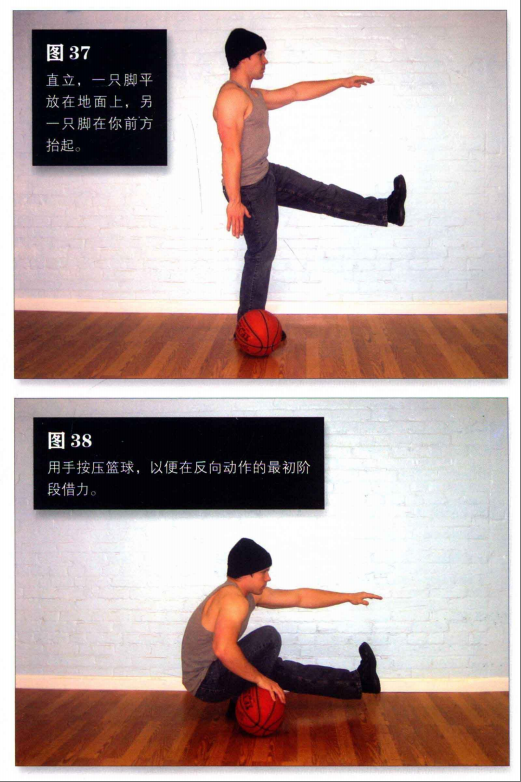 图 37
直立，一只脚平
放在地面上，另
一只脚在你前方
抬起。
图 38
用手按压篮球，以便在反向动作的最初阶
段借力。